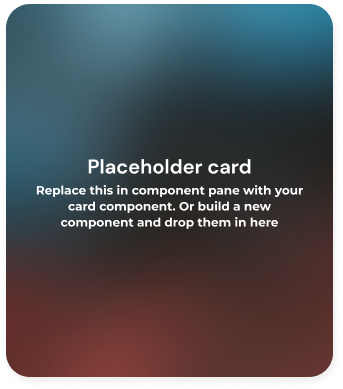 Placeholder card
Replace this in component pane with your
card component. Or build a new
component and drop them in here